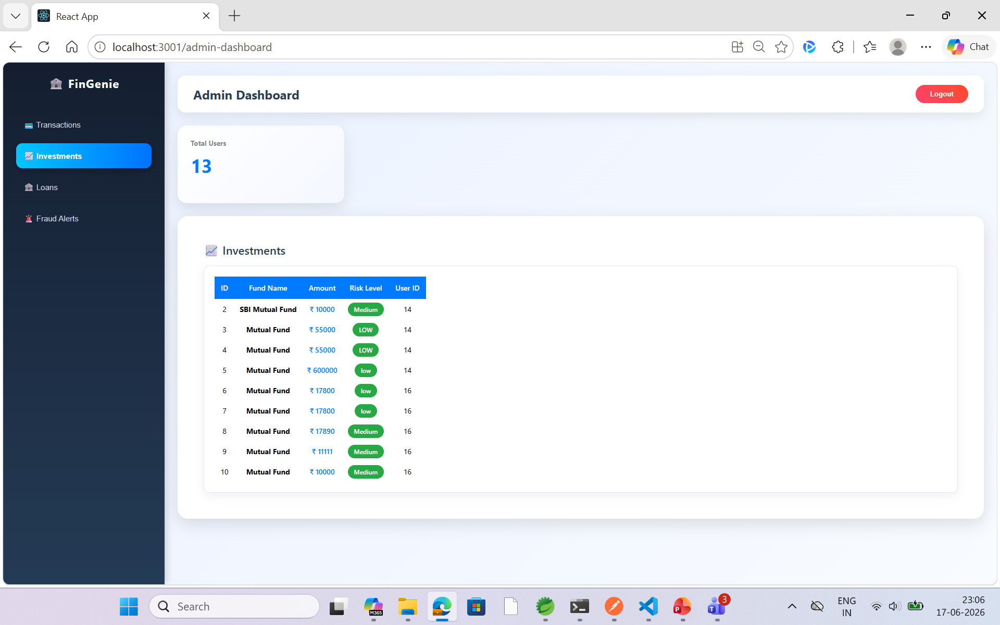 React App
localhost:3001/admin-dashboard
Chat
FinGenie
Transactions
Investments
Loans
Fraud Alerts
Admin Dashboard
Logout
Total Users
13
Investments
ID Fund Name Amount Risk Level User ID
2 SBI Mutual Fund ₹ 10000 Medium 14
3 Mutual Fund ₹ 55000 LOW 14
4 Mutual Fund ₹ 55000 LOW 14
5 Mutual Fund ₹ 600000 low 14
6 Mutual Fund ₹ 17800 low 16
7 Mutual Fund ₹ 17800 low 16
8 Mutual Fund ₹ 17890 Medium 16
9 Mutual Fund ₹ 11111 Medium 16
10 Mutual Fund ₹ 10000 Medium 16
Search
M365
P
T
3
ENG
IN
23:06
17-06-2026